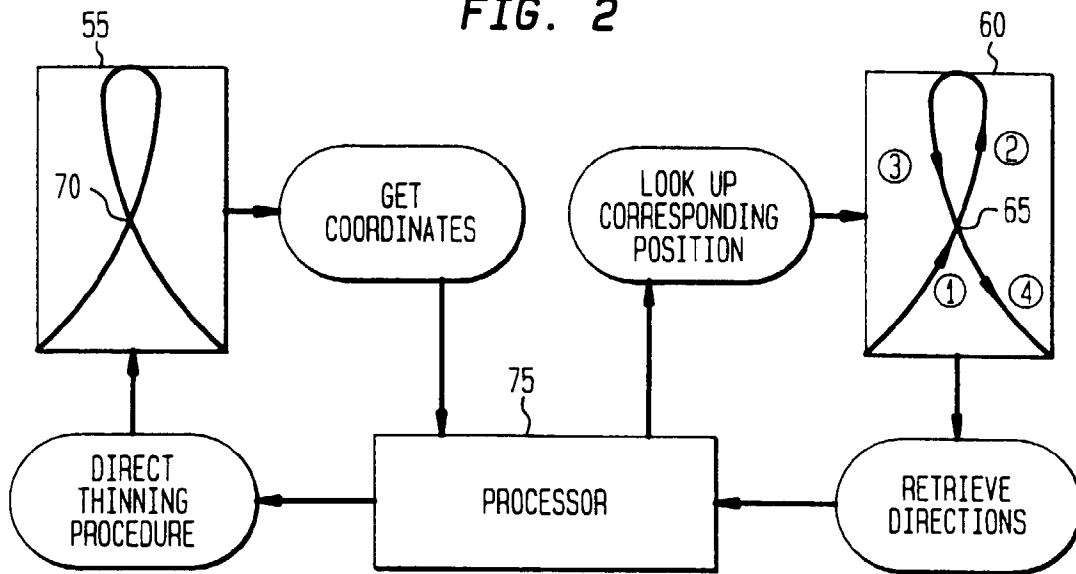 FIG. 2
55
60
70
GET
COORDINATES
LOOK UP
CORRESPONDING
POSITION
③
②
65
①
④
75
DIRECT
THINNING
PROCEDURE
PROCESSOR
RETRIEVE
DIRECTIONS